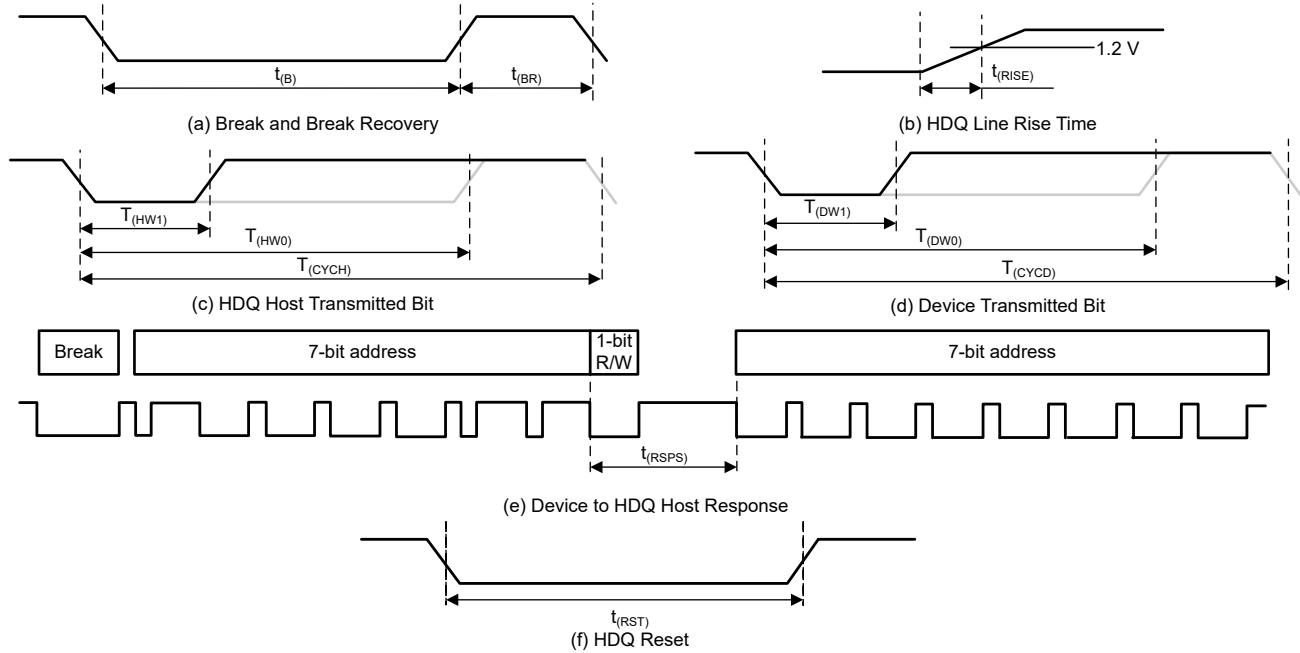 t(B)
t(BR)
(a) Break and Break Recovery
1.2 V
t(RISE)
(b) HDQ Line Rise Time
T(HW1)
T(HW0)
T(CYCH)
(c) HDQ Host Transmitted Bit
T(DW1)
T(DW0)
T(CYCD)
(d) Device Transmitted Bit
Break
7-bit address
1-bit
R/W
7-bit address
t(RSPS)
(e) Device to HDQ Host Response
t(RST)
(f) HDQ Reset